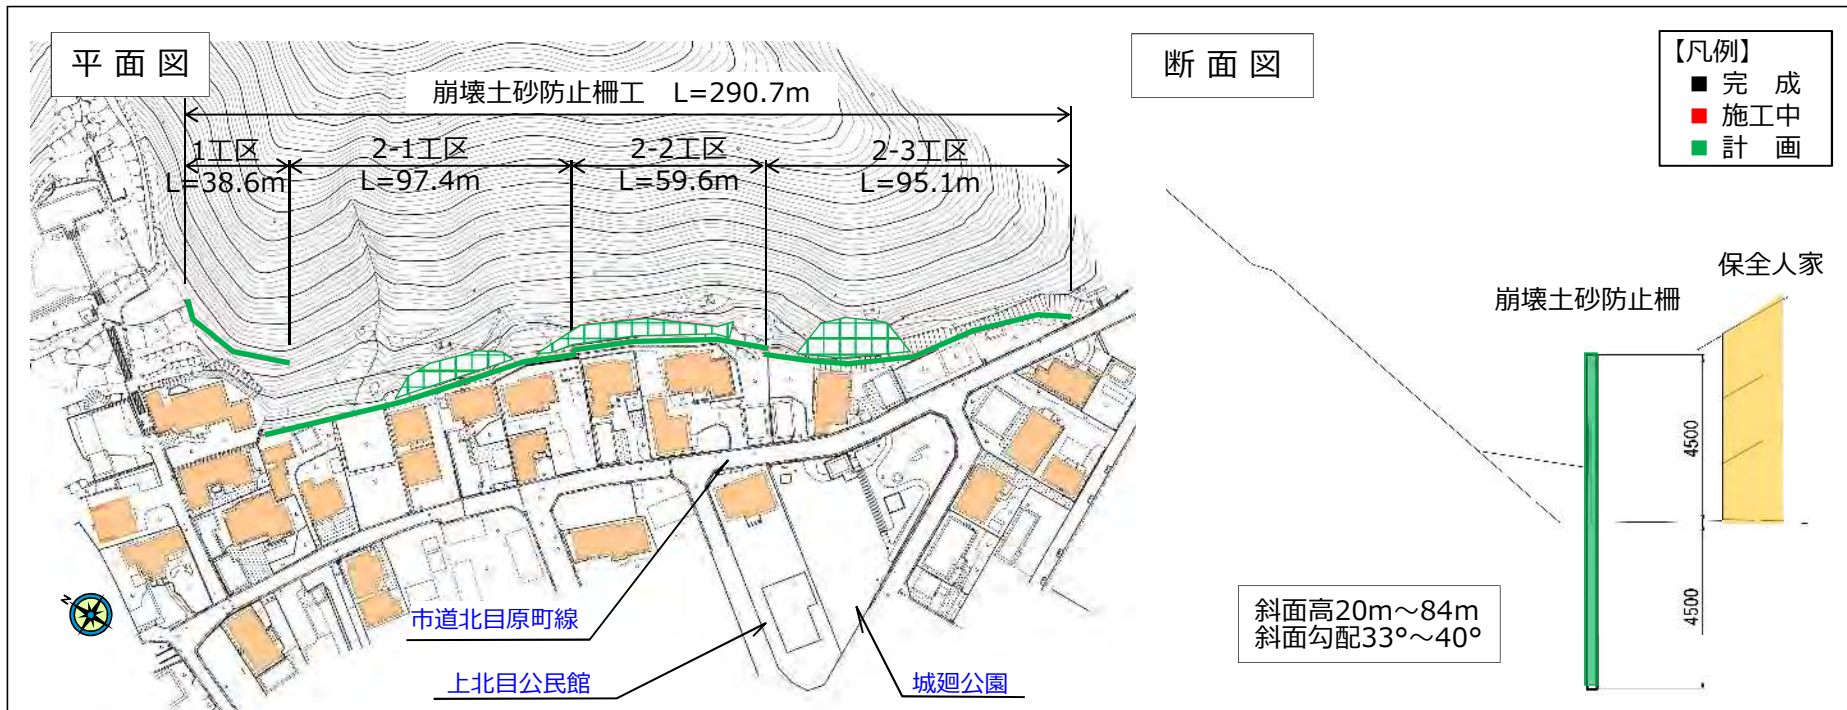 平面図
崩壊土砂防止柵工 L=290.7m
1工区
L=38.6m
2-1工区
L=97.4m
2-2工区
L=59.6m
2-3工区
L=95.1m
市道北目原町線
上北目公民館
城廻公園
N
断面図
【凡例】
■ 完 成
■ 施工中
■ 計 画
保全人家
崩壊土砂防止柵
4500
4500
斜面高20m～84m
斜面勾配33°～40°